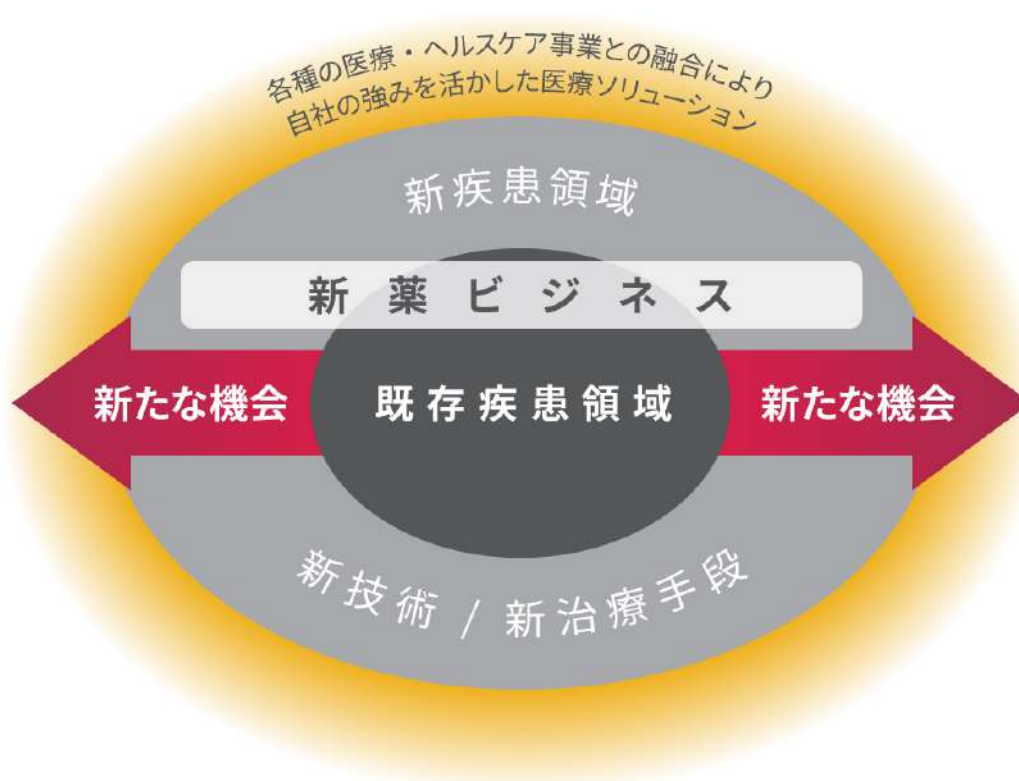 各種の医療・ヘルスケア事業との融合により
自社の強みを活かした医療ソリューション
新疾患領域
新薬ビジネス
新たな機会
既存疾患領域
新たな機会
新技術 / 新治療手段